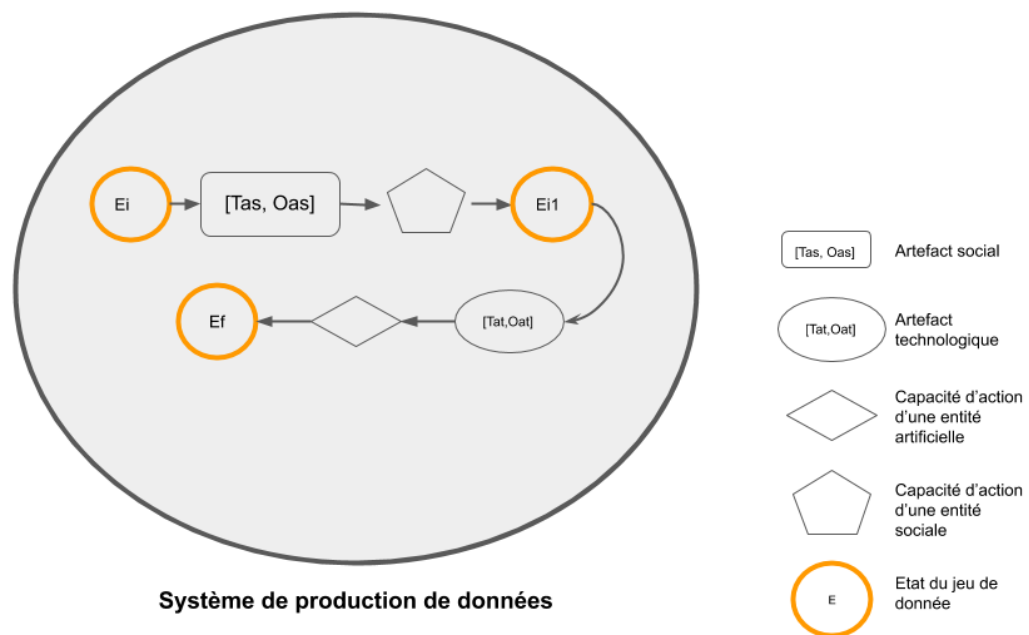 Ei
[Tas, Oas]
Ei1
Ef
[Tat,Oat]
Système de production de données
[Tas, Oas]
Artefact social
[Tat,Oat]
Artefact
technologique
Capacité d'action
d'une entité
artificielle
Capacité d'action
d'une entité
sociale
E
Etat du jeu de
donnée